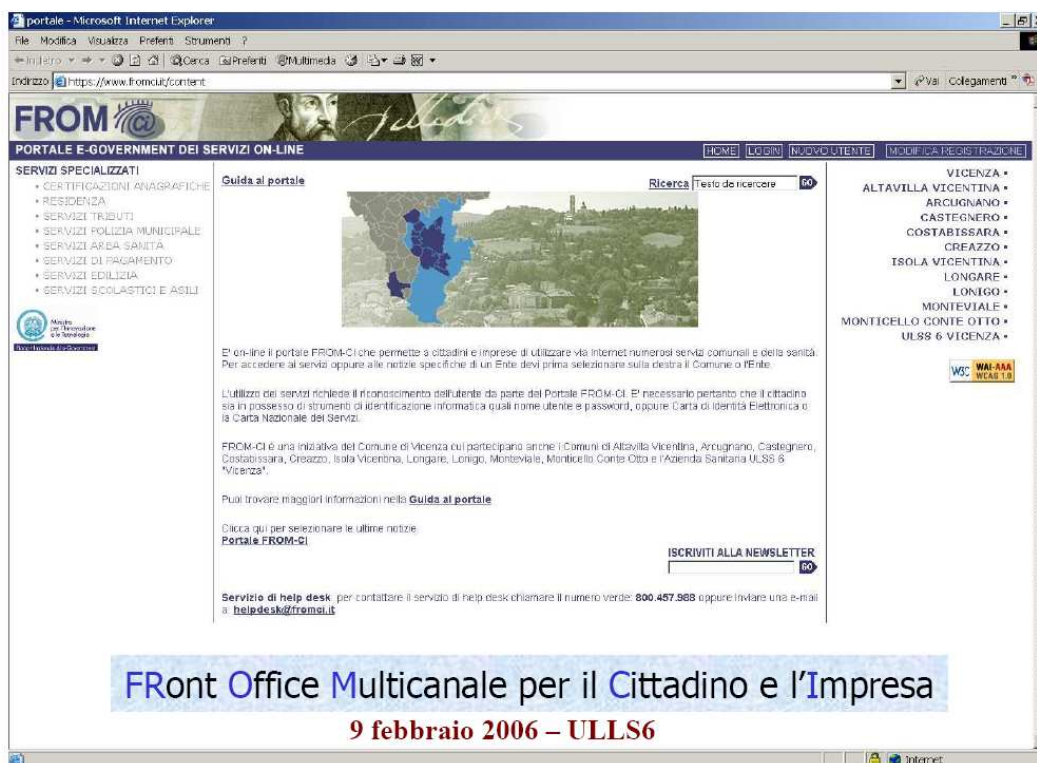 portale - Microsoft Internet Explorer
File Modifica Visualizza Preferiti Strumenti ?
Indietro Cerca Preferiti Multimedia
Indirizzo https://www.fromci.it/content Vai Collegamenti »
FROM Ci
PORTALE E-GOVERNMENT DEI SERVIZI ON-LINE
HOME LOGIN NUOVO UTENTE MODIFICA REGISTRAZIONE
SERVIZI SPECIALIZZATI
• CERTIFICAZIONI ANAGRAFICHE
• RESIDENZA
• SERVIZI TRIBUTI
• SERVIZI POLIZIA MUNICIPALE
• SERVIZI AREA SANITÀ
• SERVIZI DI PAGAMENTO
• SERVIZI EDILIZIA
• SERVIZI SCOLASTICI E ASILI
Ministro
per l'Innovazione
e le Tecnologie
Guida al portale
Ricerca Testo da ricercare GO
E' on-line il portale FROM-CI che permette a cittadini e imprese di utilizzare via Internet numerosi servizi comunali e della sanità.
Per accedere ai servizi oppure alle notizie specifiche di un Ente devi prima selezionare sulla destra il Comune o l'Ente.
L'utilizzo dei servizi richiede il riconoscimento dell'utente da parte del Portale FROM-CI. E' necessario pertanto che il cittadino
sia in possesso di strumenti di identificazione informatica quali nome utente e password, oppure Carta di Identità Elettronica o
la Carta Nazionale dei Servizi.
FROM-CI è una iniziativa del Comune di Vicenza cui partecipano anche i Comuni di Altavilla Vicentina, Arcugnano, Castegnero,
Costabissara, Creazzo, Isola Vicentina, Longare, Lonigo, Monteviale, Monticello Conte Otto e l'Azienda Sanitaria ULSS 6
"Vicenza".
Puoi trovare maggiori informazioni nella Guida al portale
Clicca qui per selezionare le ultime notizie.
Portale FROM-CI
ISCRIVITI ALLA NEWSLETTER
GO
Servizio di help desk: per contattare il servizio di help desk chiamare il numero verde: 800.457.988 oppure inviare una e-mail
a: helpdesk@fromci.it
VICENZA •
ALTAVILLA VICENTINA •
ARCUGNANO •
CASTEGNERO •
COSTABISSARA •
CREAZZO •
ISOLA VICENTINA •
LONGARE •
LONIGO •
MONTEVIALE •
MONTICELLO CONTE OTTO •
ULSS 6 VICENZA •
W3C WAI-AAA
WCAG 1.0
FRont Office Multicanale per il Cittadino e l'Impresa
9 febbraio 2006 – ULLS6
Internet